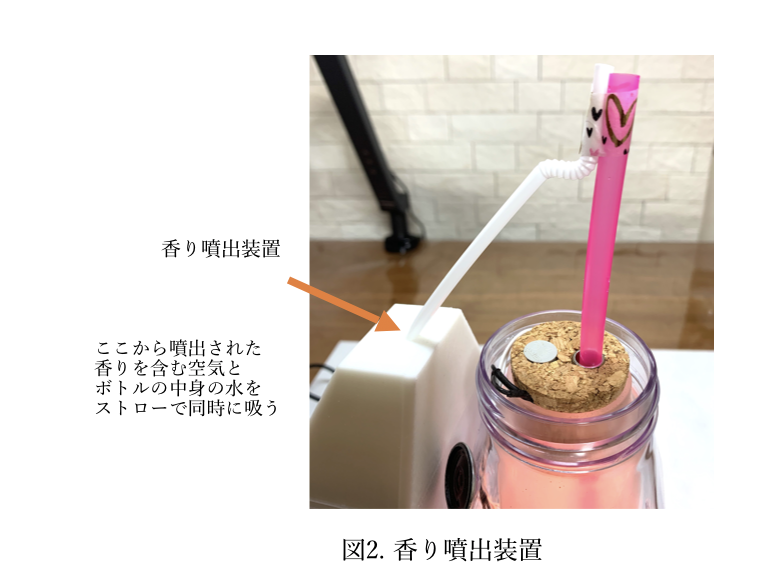 香り噴出装置
ここから噴出された
香りを含む空気と
ボトルの中身の水を
ストローで同時に吸う
図2. 香り噴出装置